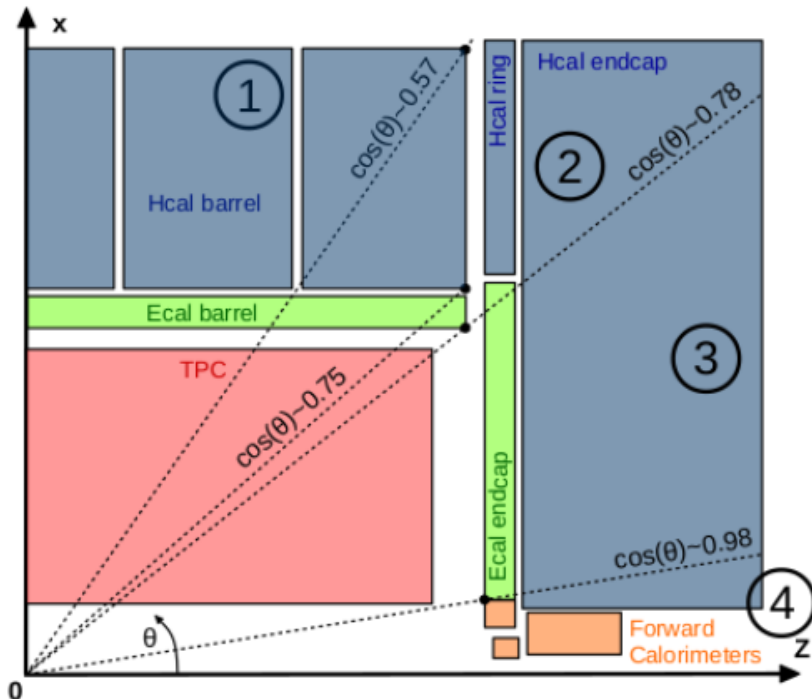 x
1
cos(θ)~0.57
Hcal ring
Hcal endcap
cos(θ)~0.78
2
Hcal barrel
Ecal barrel
TPC
cos(θ)~0.75
3
Ecal endcap
cos(θ)~0.98
4
θ
Forward
Calorimeters
z
0